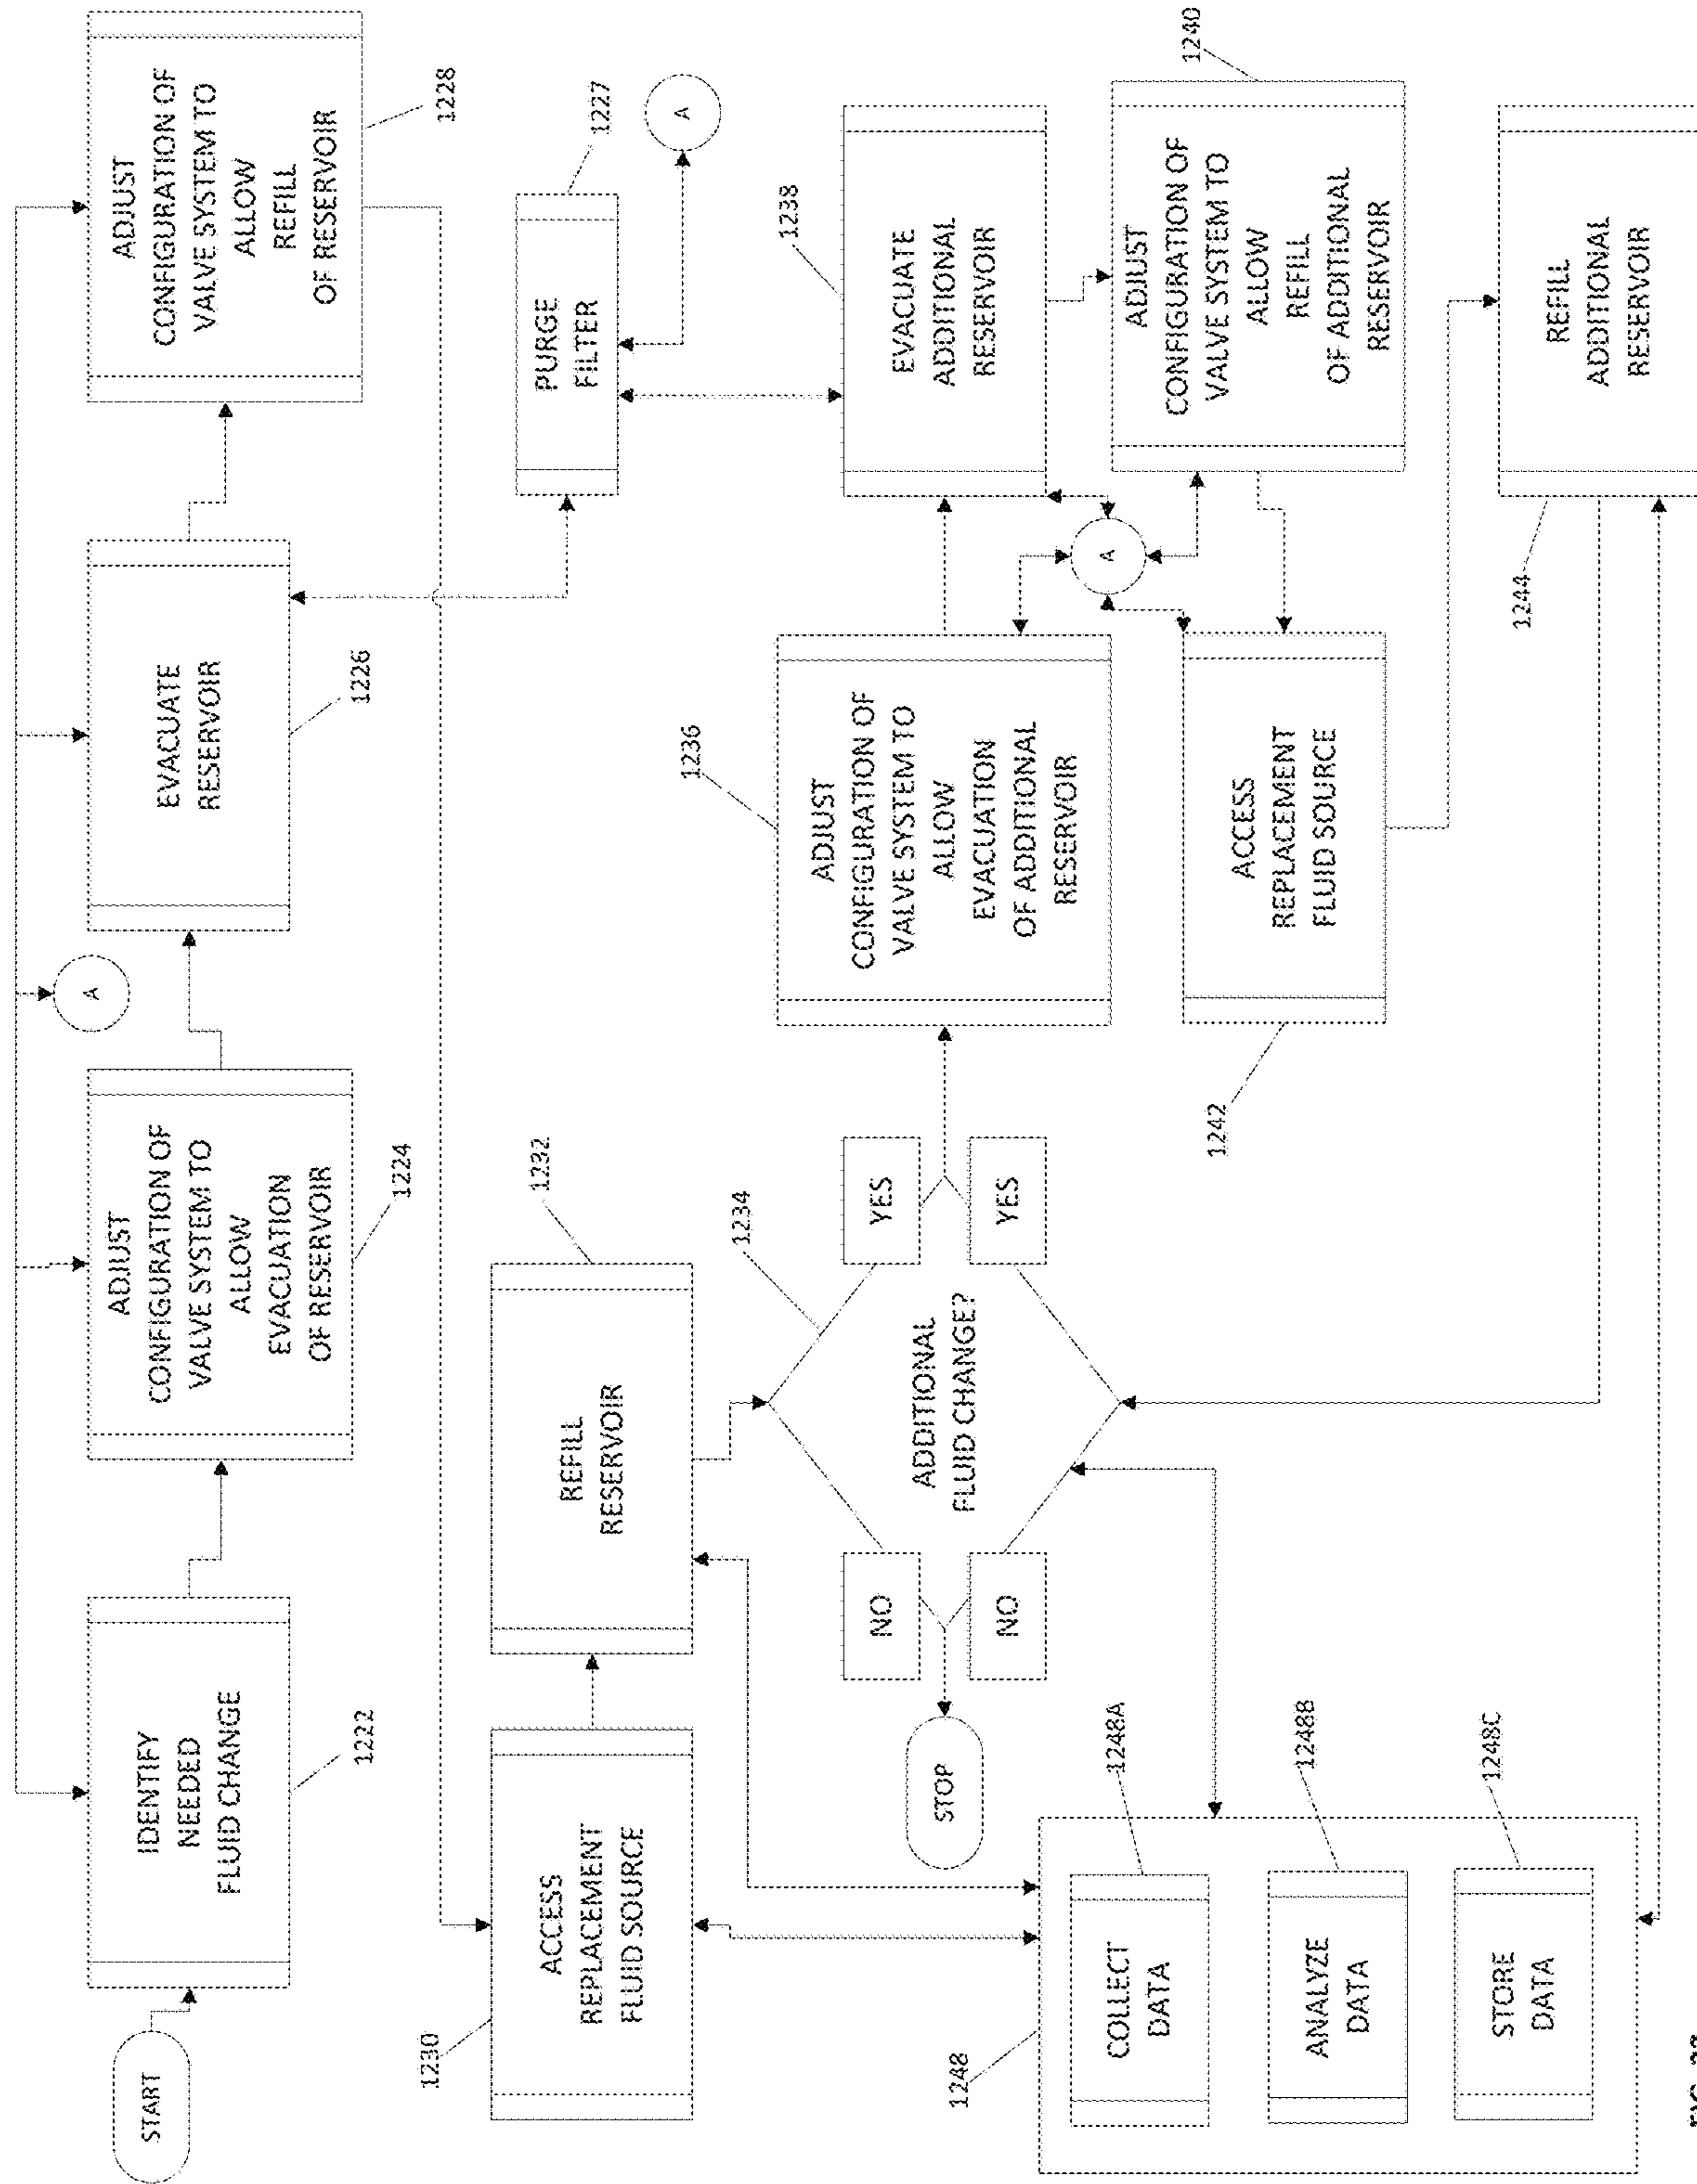 START
IDENTIFY
NEEDED
FLUID CHANGE
1222
ADJUST
CONFIGURATION OF
VALVE SYSTEM TO
ALLOW
EVACUATION
OF RESERVOIR
1224
A
EVACUATE
RESERVOIR
1226
ADJUST
CONFIGURATION OF
VALVE SYSTEM TO
ALLOW
REFILL
OF RESERVOIR
1228
1230
ACCESS
REPLACEMENT
FLUID SOURCE
REFILL
RESERVOIR
1232
PURGE
FILTER
1227
A
1234
ADDITIONAL
FLUID CHANGE?
NO
NO
YES
YES
STOP
1236
ADJUST
CONFIGURATION OF
VALVE SYSTEM TO
ALLOW
EVACUATION
OF ADDITIONAL
RESERVOIR
1238
EVACUATE
ADDITIONAL
RESERVOIR
A
ADJUST
CONFIGURATION OF
VALVE SYSTEM TO
ALLOW
REFILL
OF ADDITIONAL
RESERVOIR
1240
ACCESS
REPLACEMENT
FLUID SOURCE
1242
REFILL
ADDITIONAL
RESERVOIR
1244
1248
COLLECT
DATA
1248A
ANALYZE
DATA
1248B
STORE
DATA
1248C